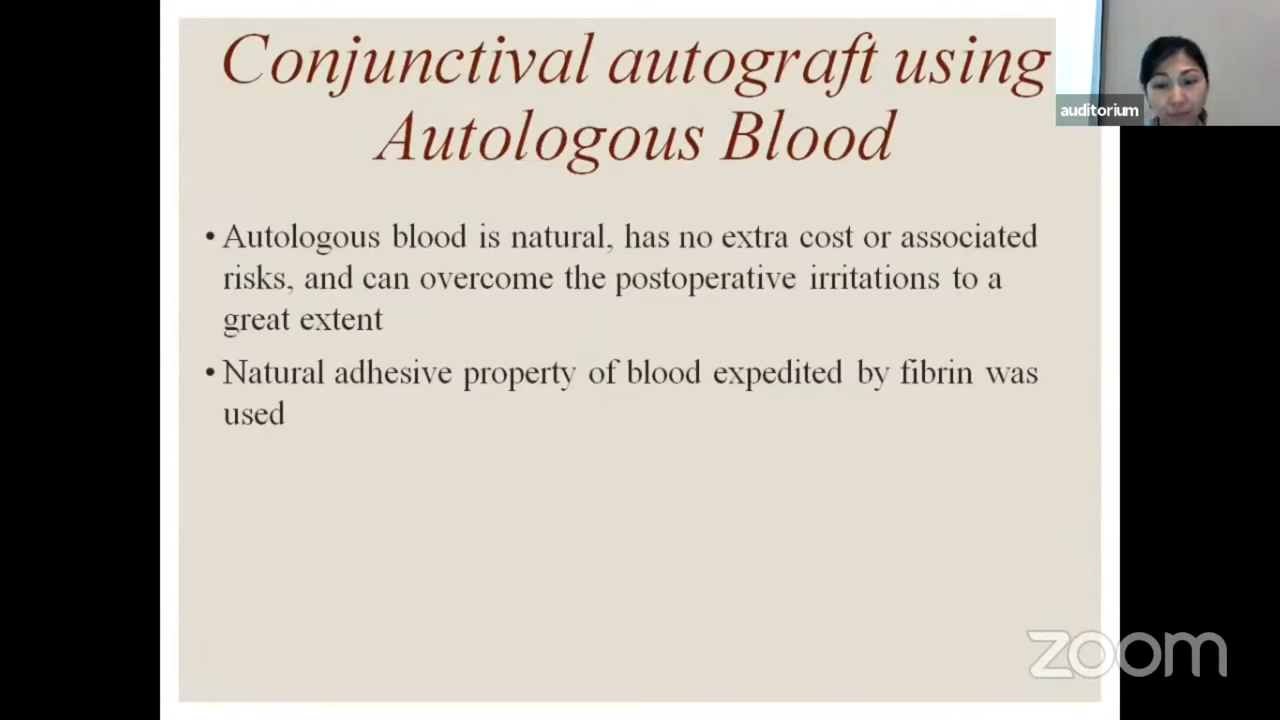 Conjunctival autograft using
Autologous Blood
auditorium
• Autologous blood is natural, has no extra cost or associated
risks, and can overcome the postoperative irritations to a
great extent
• Natural adhesive property of blood expedited by fibrin was
used
zoom